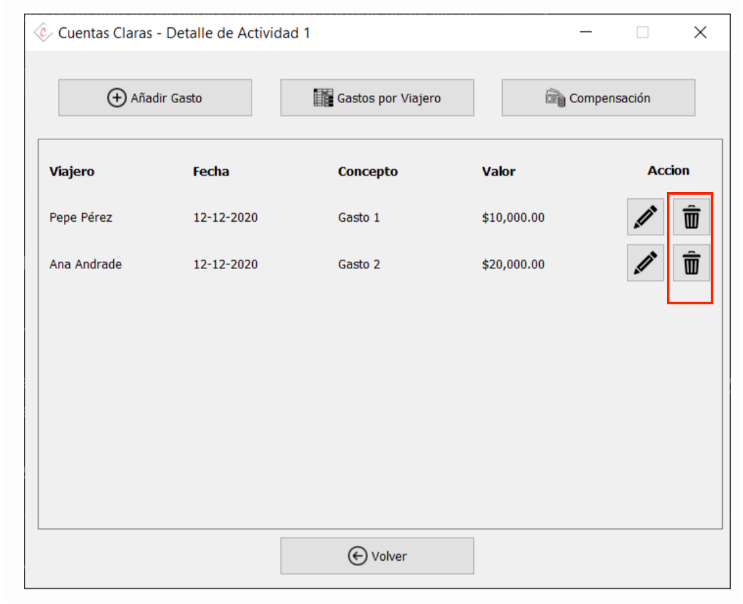 Cuentas Claras - Detalle de Actividad 1
Añadir Gasto Gastos por Viajero Compensación
Viajero Fecha Concepto Valor Accion
Pepe Pérez 12-12-2020 Gasto 1 $10,000.00
Ana Andrade 12-12-2020 Gasto 2 $20,000.00
Volver